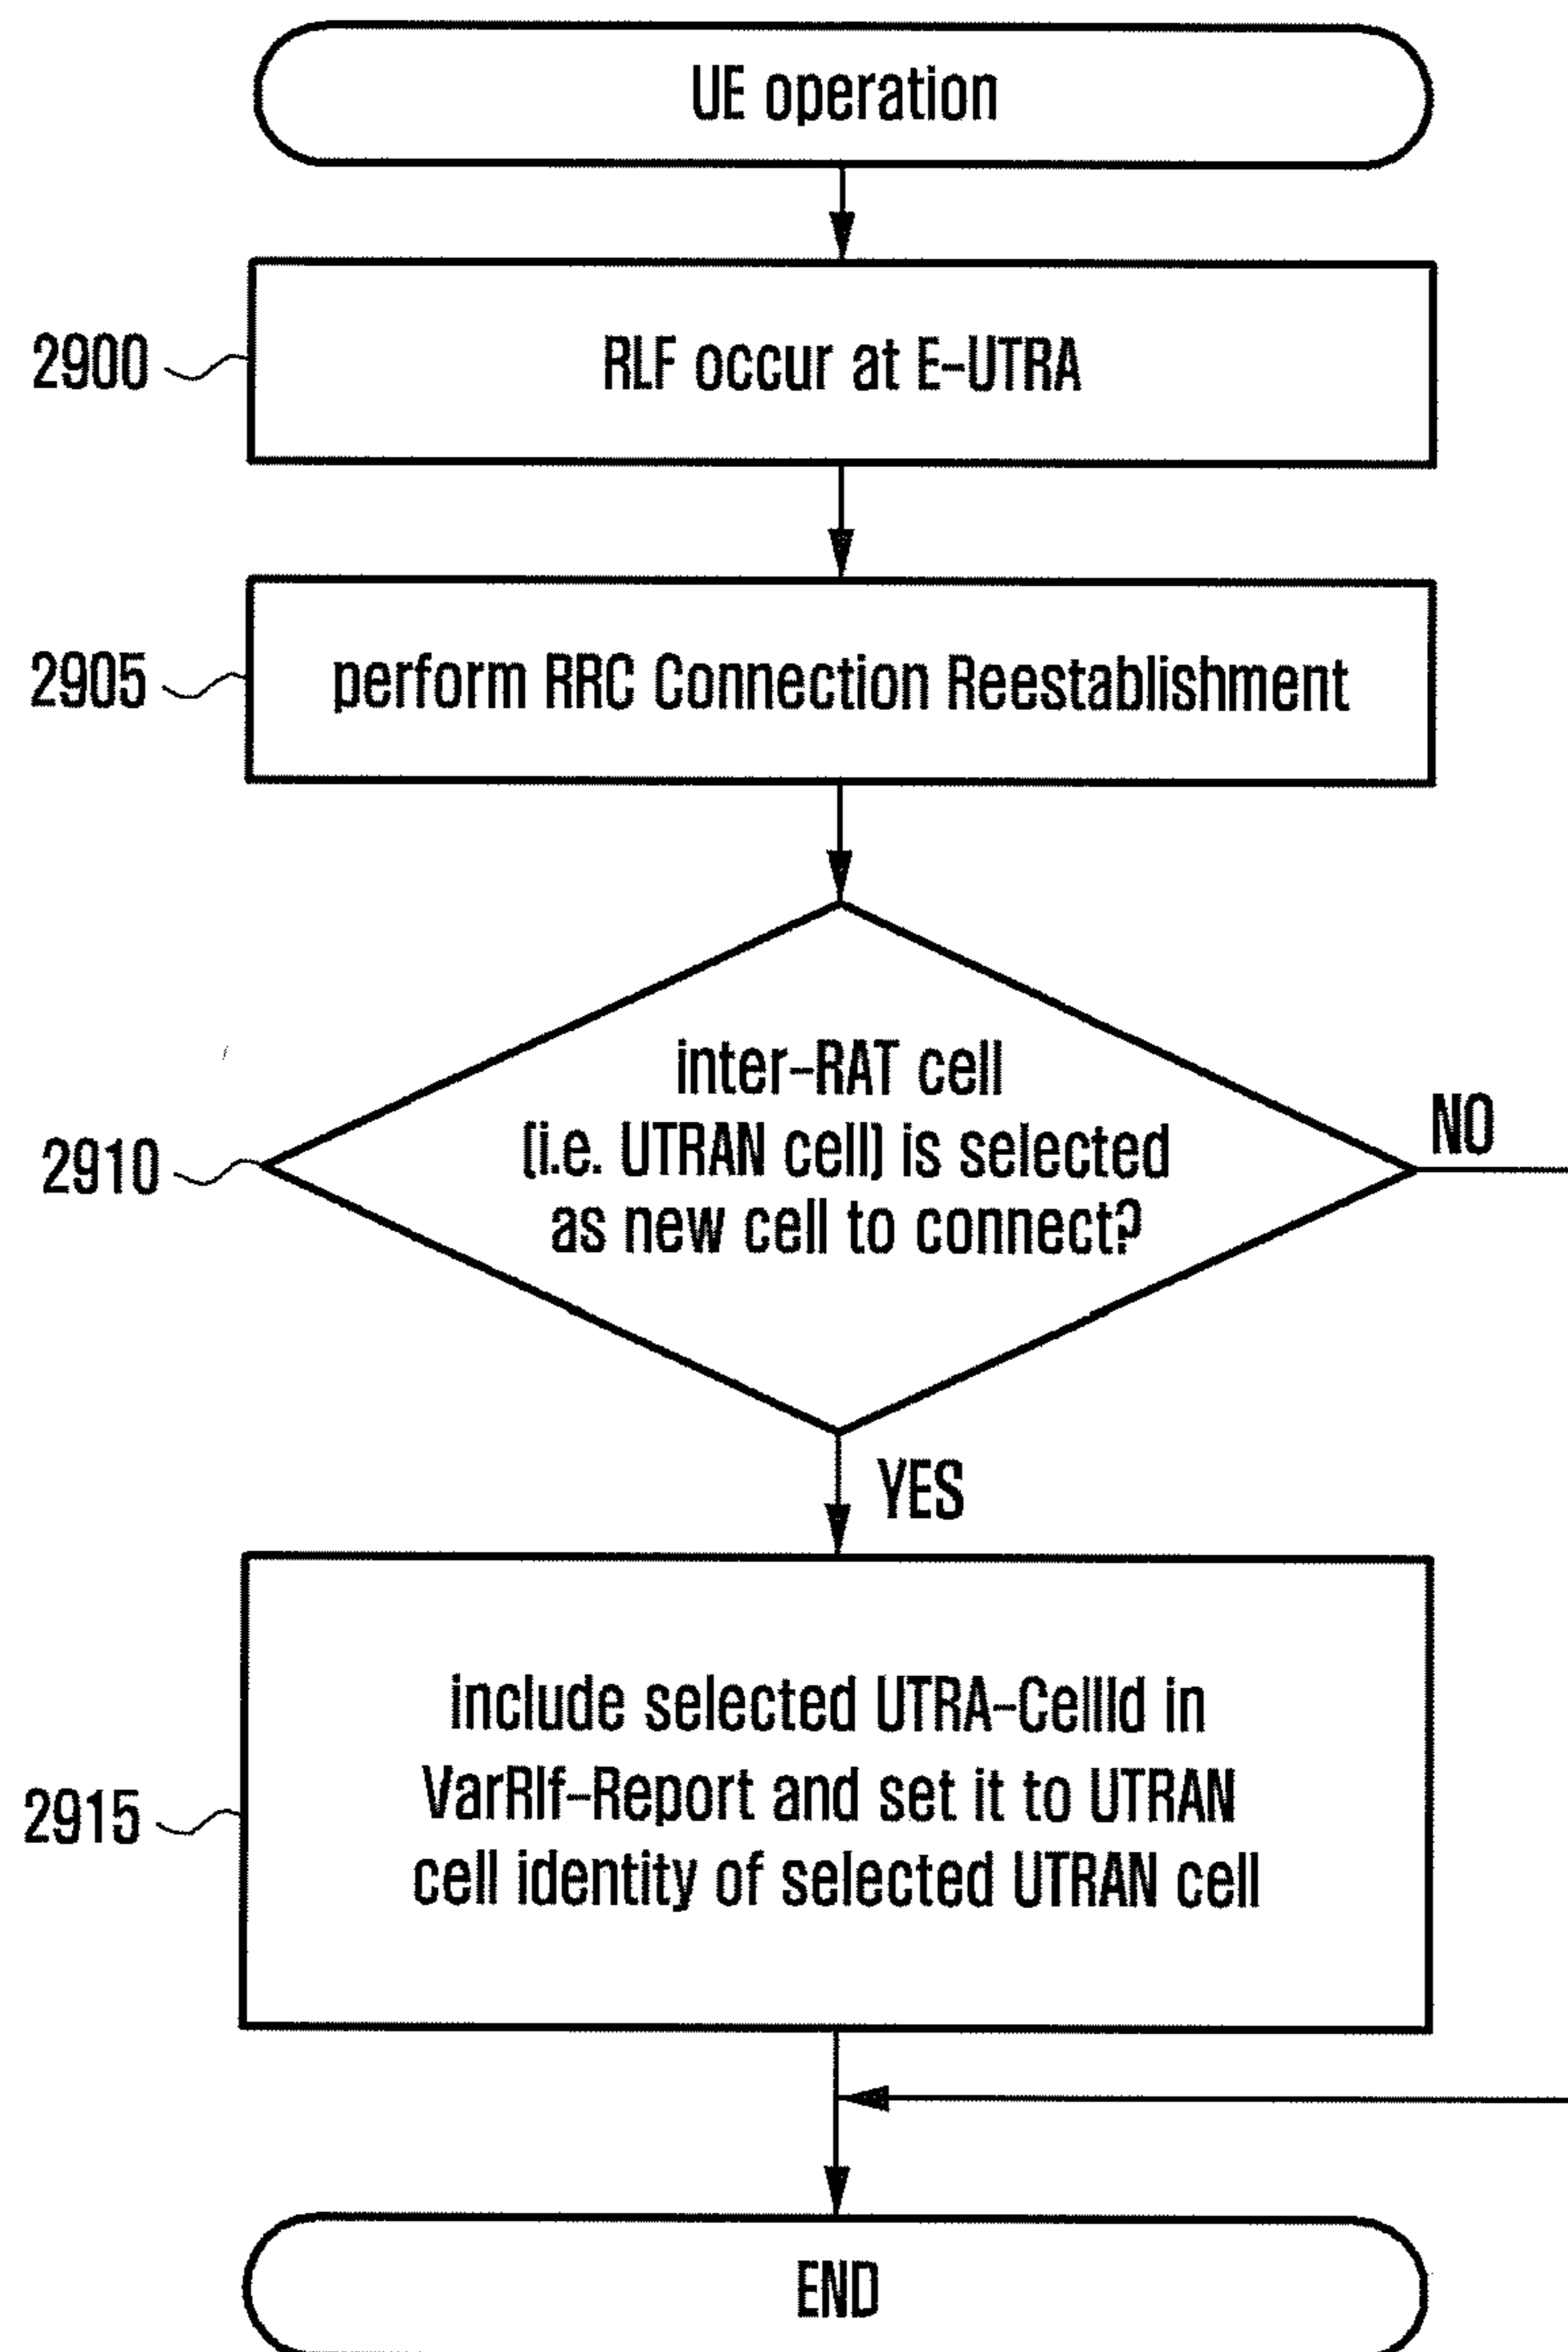 UE operation
2900
RLF occur at E-UTRA
2905
perform RRC Connection Reestablishment
2910
inter-RAT cell
(i.e. UTRAN cell) is selected
as new cell to connect?
NO
YES
2915
include selected UTRA-CellId in
VarRlf-Report and set it to UTRAN
cell identity of selected UTRAN cell
END